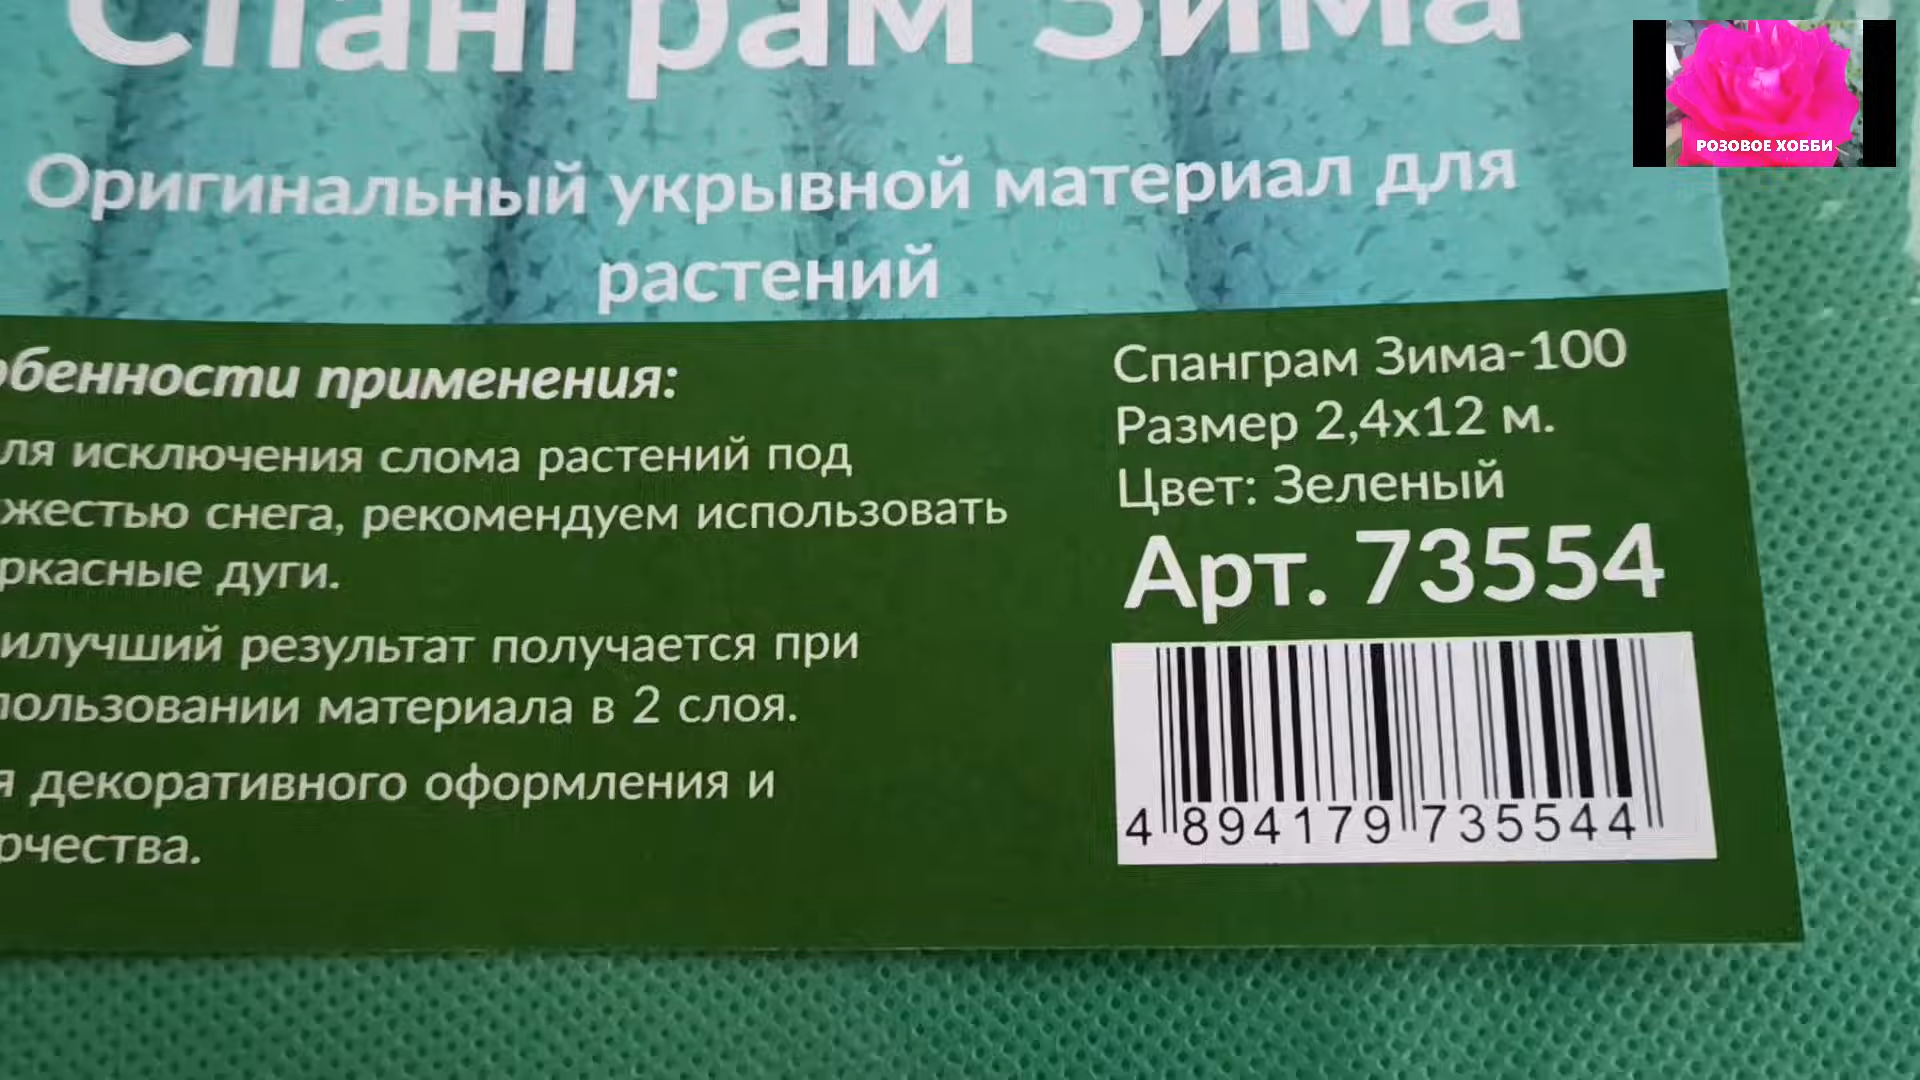 Спанграм Зима
Оригинальный укрывной материал для
растений
РОЗОВОЕ ХОББИ
обенности применения:
ля исключения слома растений под
жестью снега, рекомендуем использовать
ркасные дуги.
илучший результат получается при
пользовании материала в 2 слоя.
я декоративного оформления и
рчества.
Спанграм Зима-100
Размер 2,4х12 м.
Цвет: Зеленый
Арт. 73554
4 894179 735544